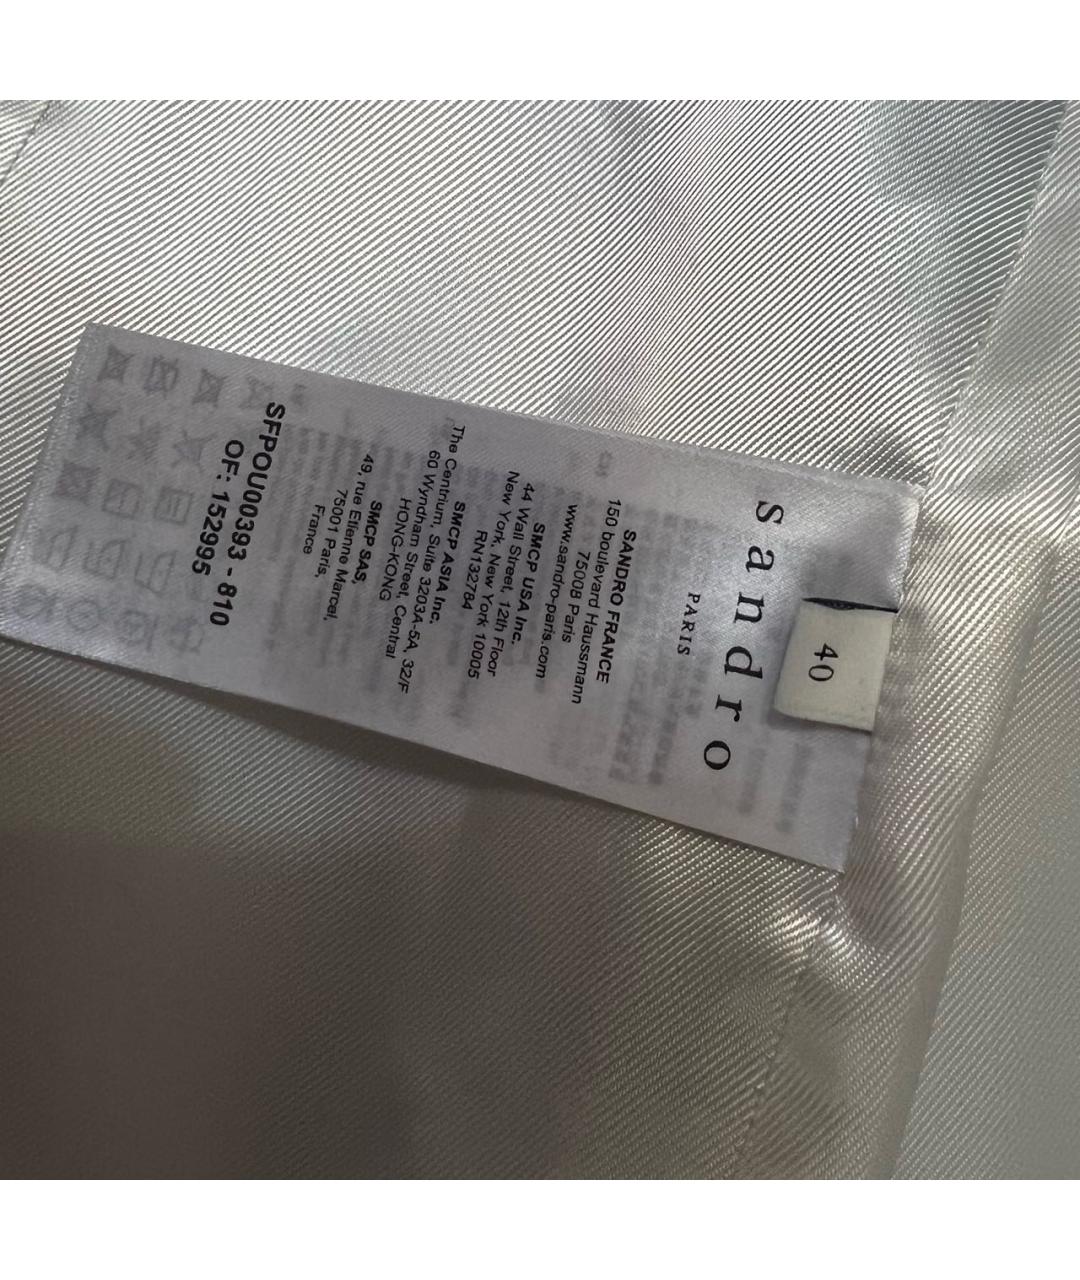 40
sandro
PARIS
SANDRO FRANCE
150 boulevard Haussmann
75008 Paris
www.sandro-paris.com
SMCP USA Inc.
44 Wall Street, 12th Floor
New York, New York 10005
RN132784
SMCP ASIA Inc.
The Centrium, Suite 3203A-5A, 32/F
60 Wyndham Street, Central
HONG-KONG
SMCP SAS,
49, rue Etienne Marcel,
75001 Paris,
France
SFPOU00393 - 810
OF: 152995